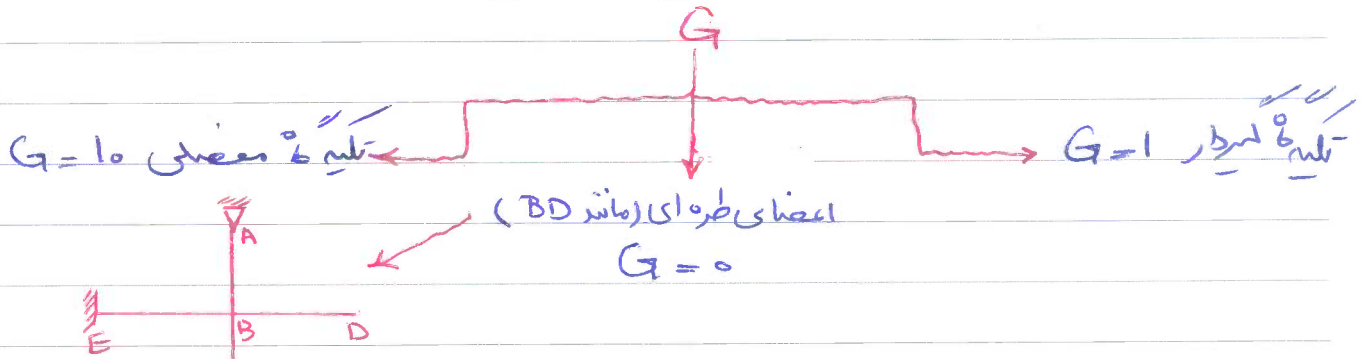 G
تکیه گاه گیردار G = 1
تکیه گاه مفصلی G = 10
اعضای طره ای (مانند BD)
G = 0
A
E B D